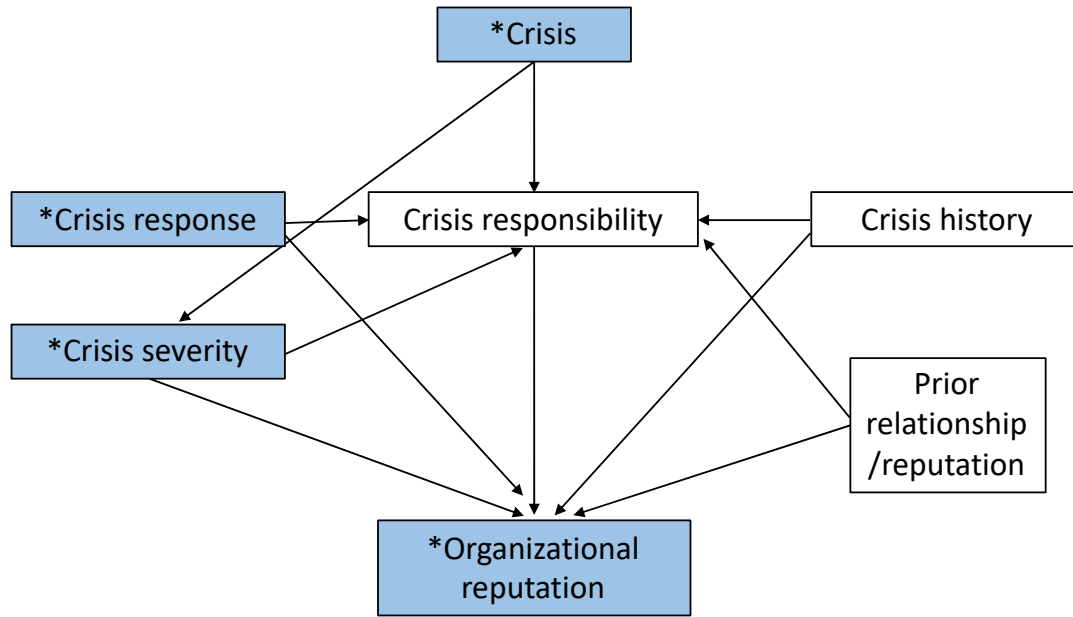 *Crisis
*Crisis response
Crisis responsibility
Crisis history
*Crisis severity
Prior
relationship
/reputation
*Organizational
reputation